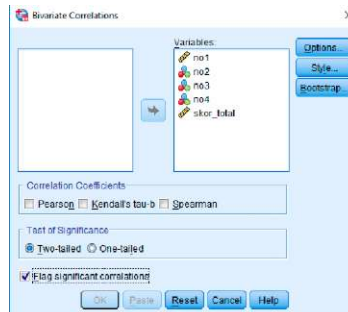 Bivariate Correlations
Variables:
no1
no2
no3
no4
skor_total
Options...
Style...
Bootstrap...
Correlation Coefficients
Pearson Kendall's tau-b Spearman
Test of Significance
Two-tailed One-tailed
Flag significant correlations
OK Paste Reset Cancel Help